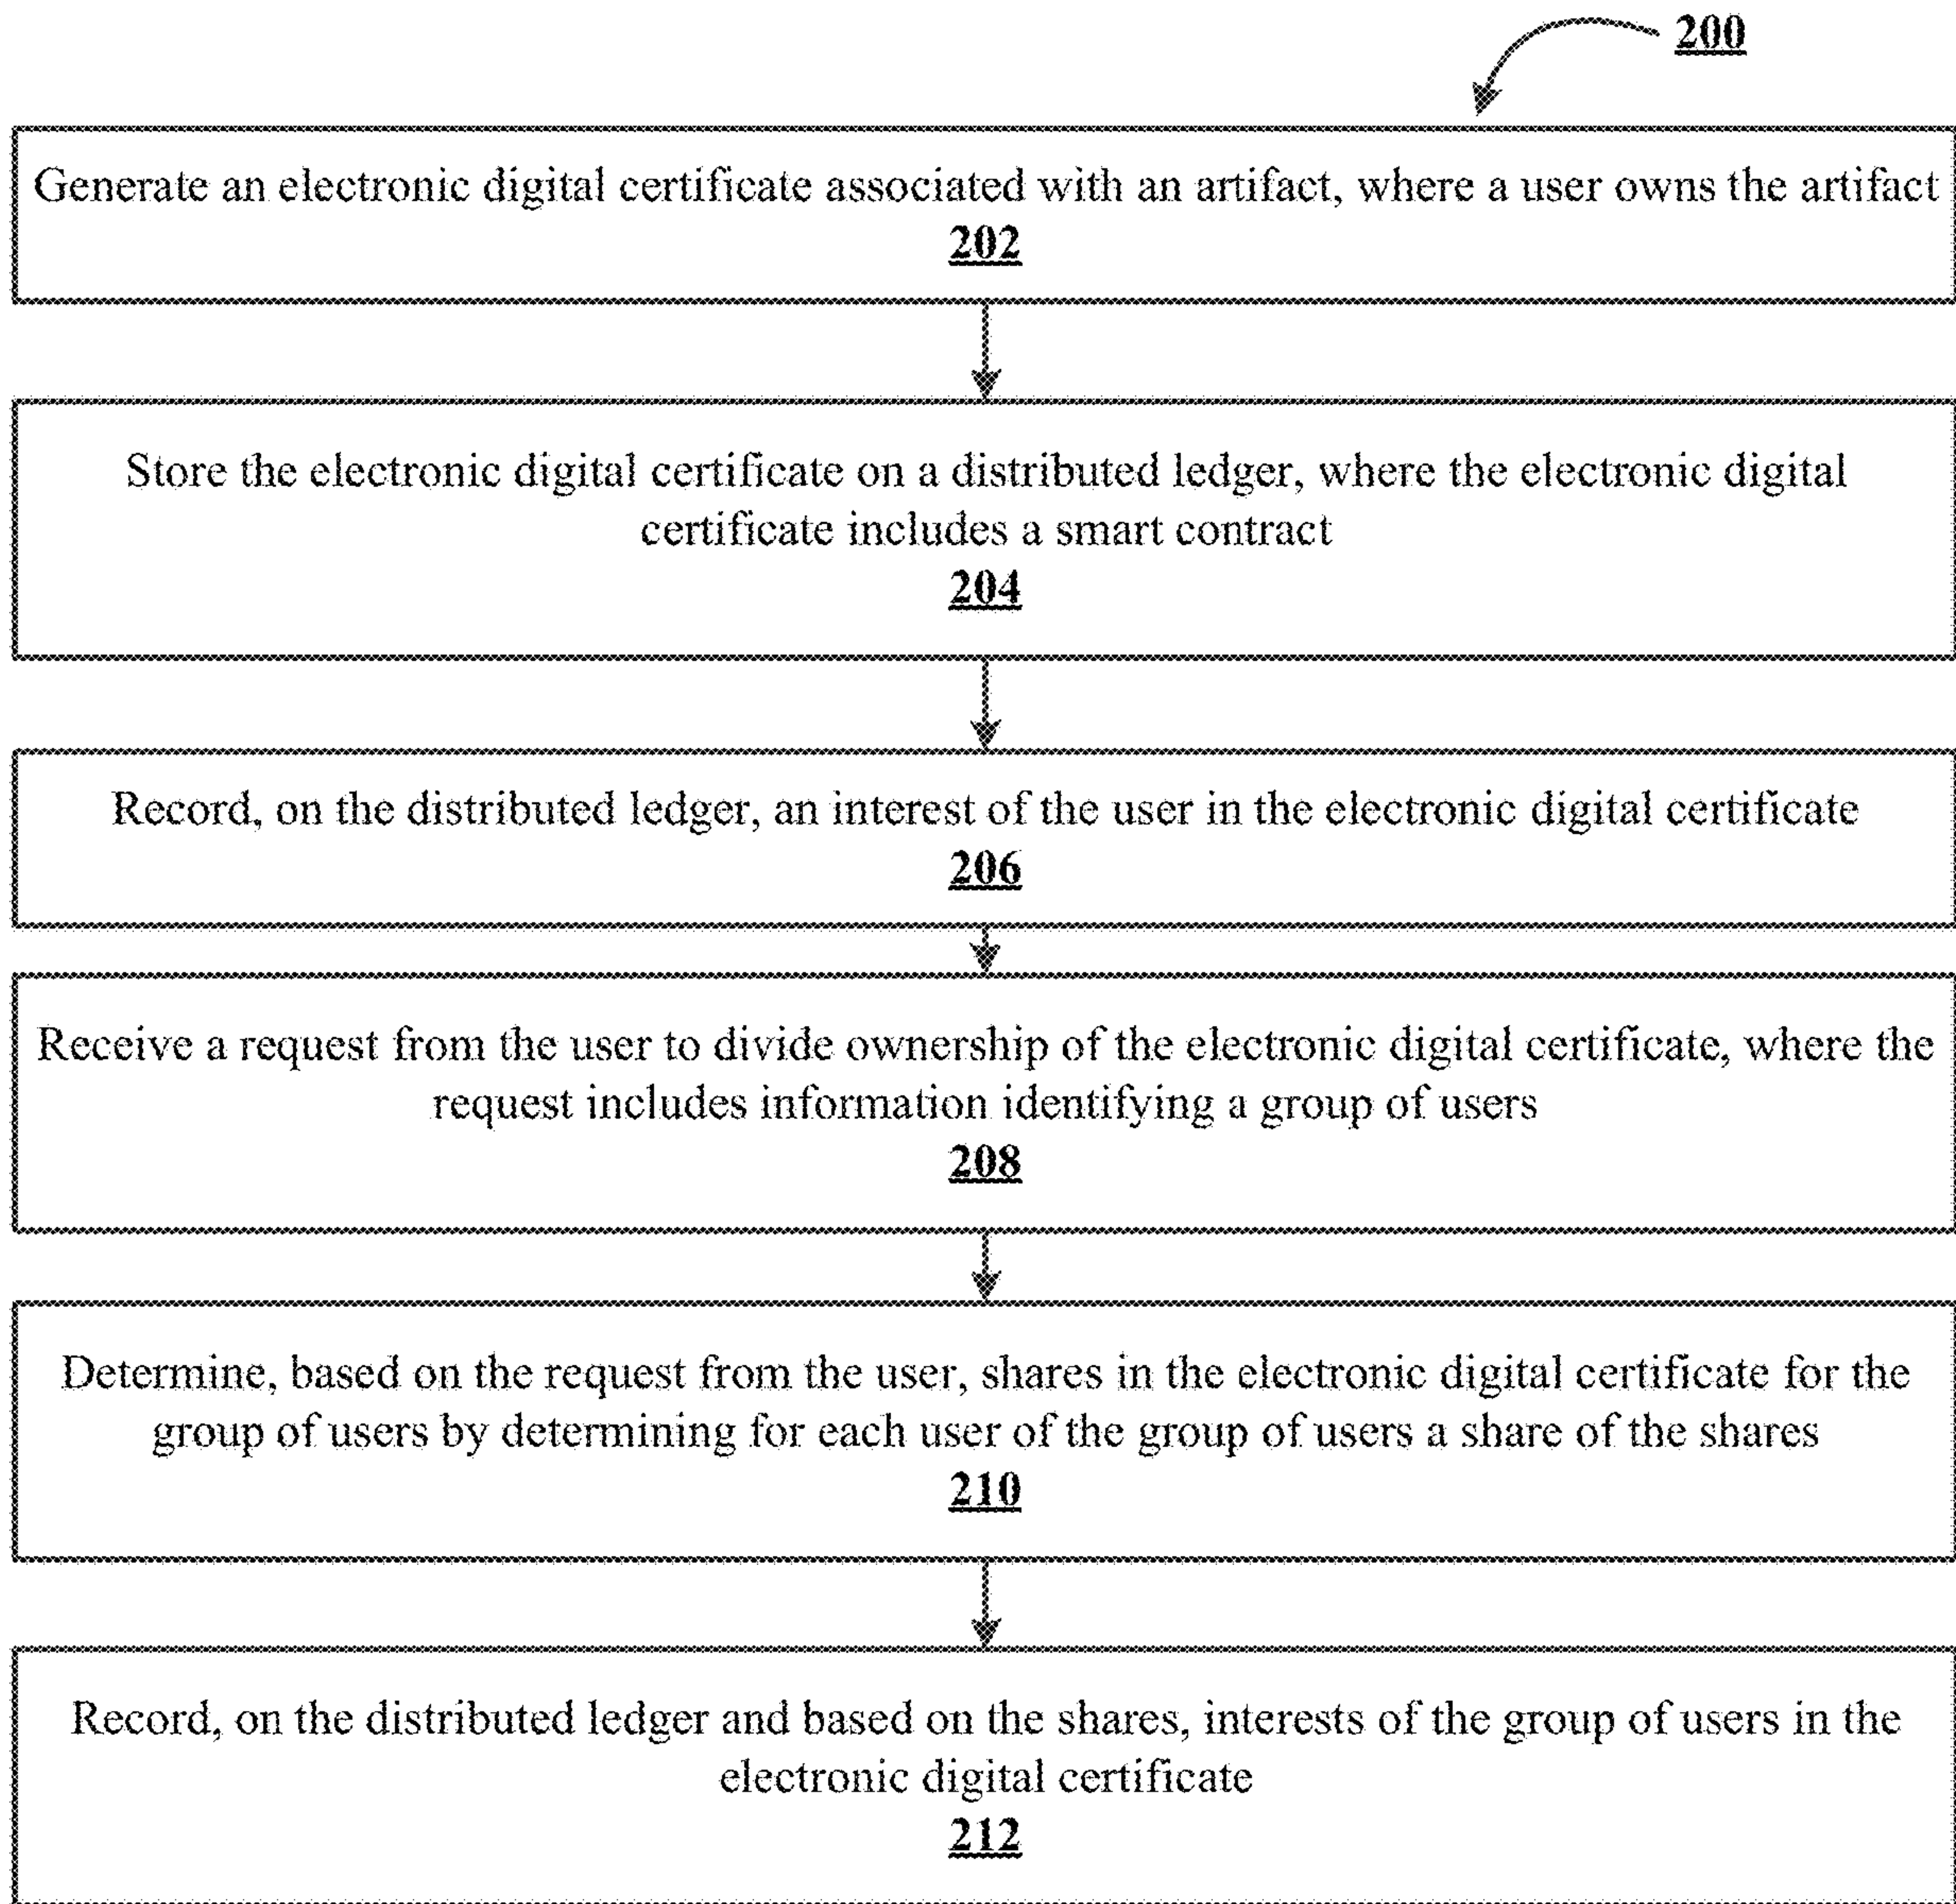 200
Generate an electronic digital certificate associated with an artifact, where a user owns the artifact
202
Store the electronic digital certificate on a distributed ledger, where the electronic digital
certificate includes a smart contract
204
Record, on the distributed ledger, an interest of the user in the electronic digital certificate
206
Receive a request from the user to divide ownership of the electronic digital certificate, where the
request includes information identifying a group of users
208
Determine, based on the request from the user, shares in the electronic digital certificate for the
group of users by determining for each user of the group of users a share of the shares
210
Record, on the distributed ledger and based on the shares, interests of the group of users in the
electronic digital certificate
212